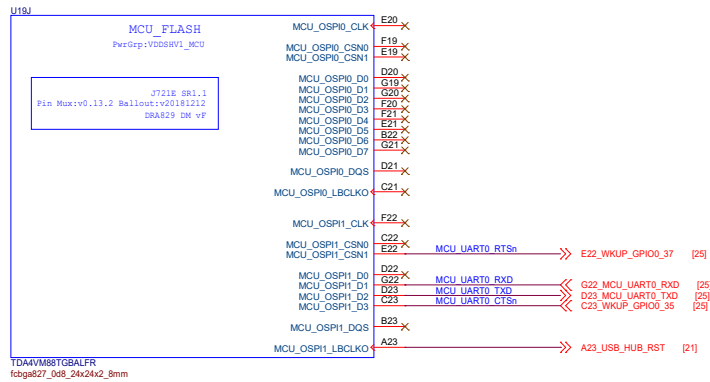 U19J
MCU_FLASH
PwrGrp:VDDSHV1_MCU
J721E SR1.1
Pin Mux:v0.13.2 Ballout:v20181212
DRA829 DM vF
MCU_OSPI0_CLK E20
MCU_OSPI0_CSN0 F19
MCU_OSPI0_CSN1 E19
MCU_OSPI0_D0 D20
MCU_OSPI0_D1 G19
MCU_OSPI0_D2 G20
MCU_OSPI0_D3 F20
MCU_OSPI0_D4 F21
MCU_OSPI0_D5 E21
MCU_OSPI0_D6 B22
MCU_OSPI0_D7 G21
MCU_OSPI0_DQS D21
MCU_OSPI0_LBCLKO C21
MCU_OSPI1_CLK F22
MCU_OSPI1_CSN0 C22
MCU_OSPI1_CSN1 E22 MCU_UART0_RTSn E22_WKUP_GPIO0_37 [25]
MCU_OSPI1_D0 D22
MCU_OSPI1_D1 G22 MCU_UART0_RXD G22_MCU_UART0_RXD [25
MCU_OSPI1_D2 D23 MCU_UART0_TXD D23_MCU_UART0_TXD [25]
MCU_OSPI1_D3 C23 MCU_UART0_CTSn C23_WKUP_GPIO0_35 [25]
MCU_OSPI1_DQS B23
MCU_OSPI1_LBCLKO A23 A23_USB_HUB_RST [21]
TDA4VM88TGBALFR
fcbga827_0d8_24x24x2_8mm